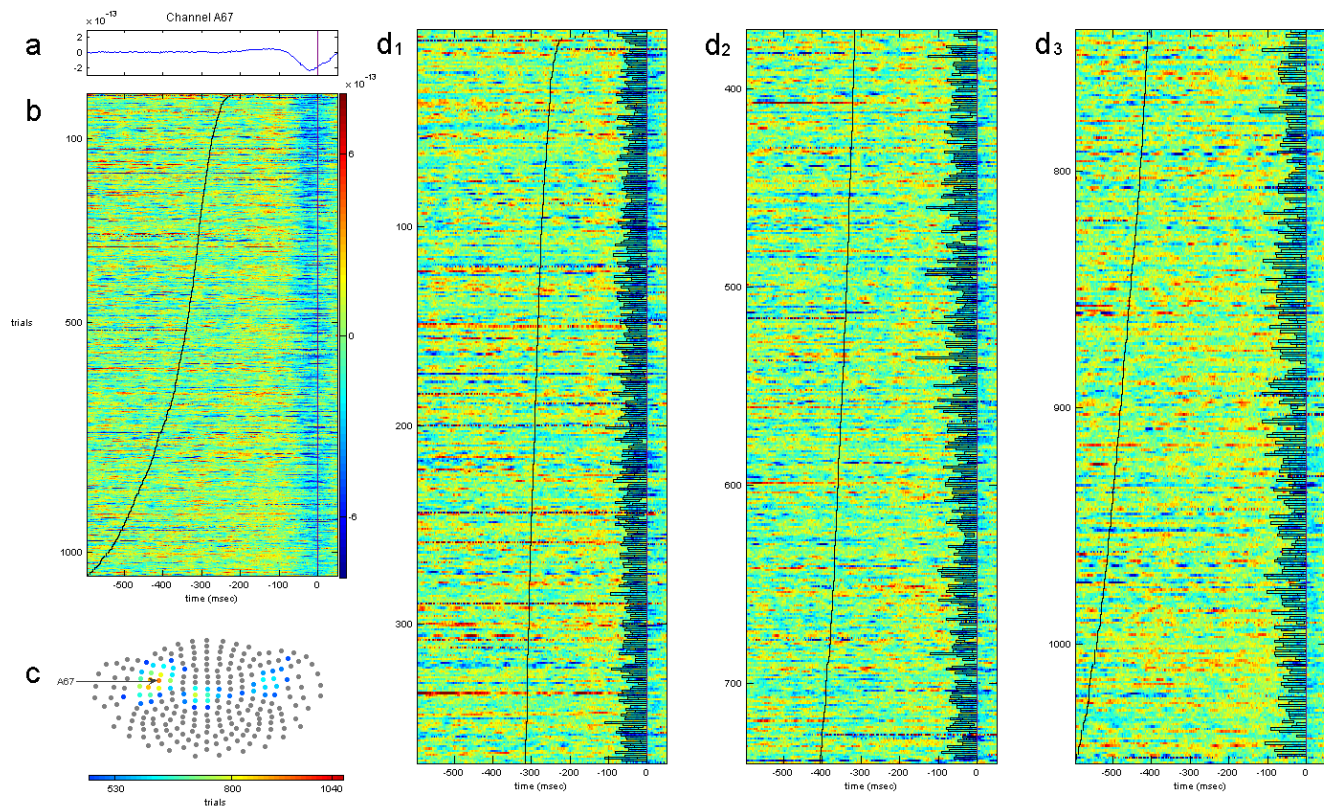 Channel A67
× 10⁻¹³
a
2
0
-2
× 10⁻¹³
b
100
500
1000
trials
6
0
-6
-500 -400 -300 -200 -100 0
time (msec)
c
A67
530 800 1040
trials
d1
100
200
300
-500 -400 -300 -200 -100 0
time (msec)
d2
400
500
600
700
-500 -400 -300 -200 -100 0
time (msec)
d3
800
900
1000
-500 -400 -300 -200 -100 0
time (msec)